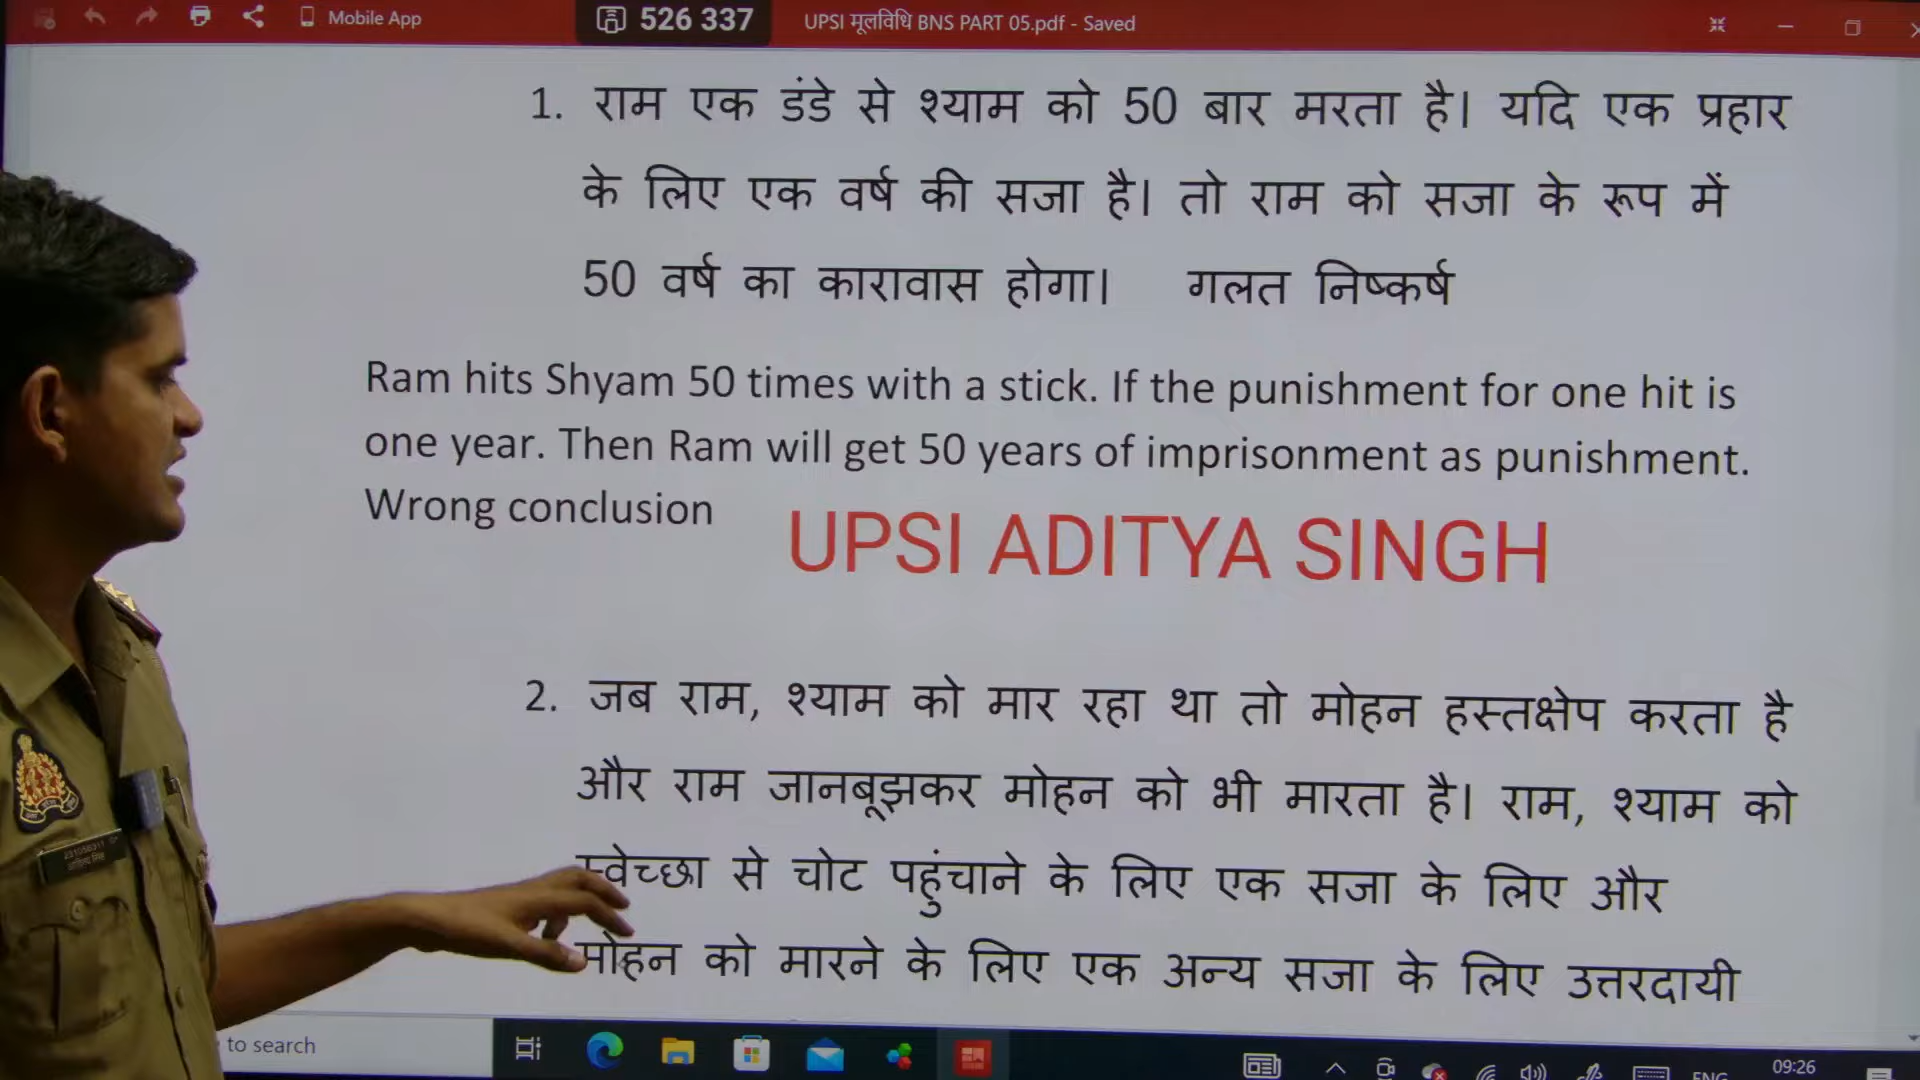 Mobile App
526 337
UPSI मूलविधि BNS PART 05.pdf - Saved
1. राम एक डंडे से श्याम को 50 बार मरता है। यदि एक प्रहार
के लिए एक वर्ष की सजा है। तो राम को सजा के रूप में
50 वर्ष का कारावास होगा। गलत निष्कर्ष
Ram hits Shyam 50 times with a stick. If the punishment for one hit is
one year. Then Ram will get 50 years of imprisonment as punishment.
Wrong conclusion
UPSI ADITYA SINGH
2. जब राम, श्याम को मार रहा था तो मोहन हस्तक्षेप करता है
और राम जानबूझकर मोहन को भी मारता है। राम, श्याम को
स्वेच्छा से चोट पहुंचाने के लिए एक सजा के लिए और
मोहन को मारने के लिए एक अन्य सजा के लिए उत्तरदायी
to search
ENG
09:26